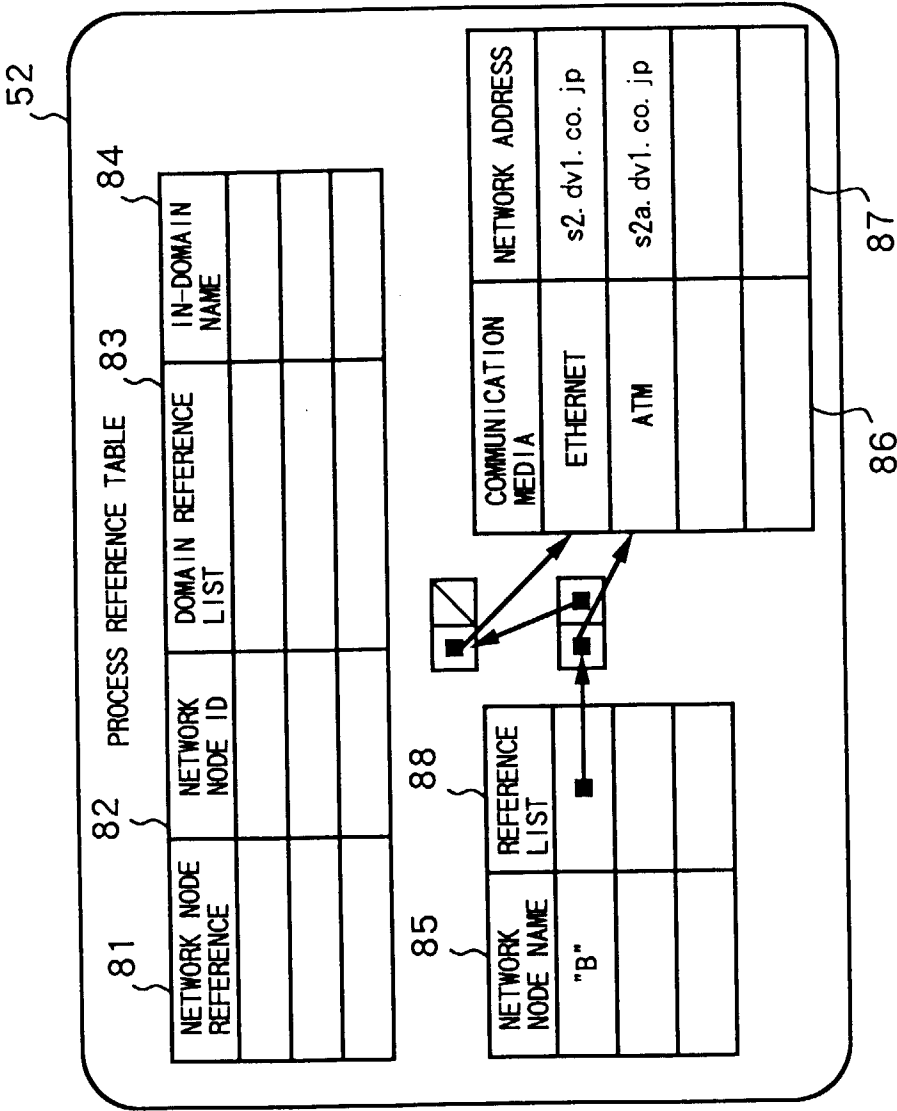 52
PROCESS REFERENCE TABLE
81
82
83
84
NETWORK NODE
REFERENCE
NETWORK
NODE ID
DOMAIN REFERENCE
LIST
IN-DOMAIN
NAME
85
88
NETWORK
NODE NAME
REFERENCE
LIST
"B"
COMMUNICATION
MEDIA
NETWORK ADDRESS
ETHERNET
s2. dv1. co. jp
ATM
s2a. dv1. co. jp
86
87